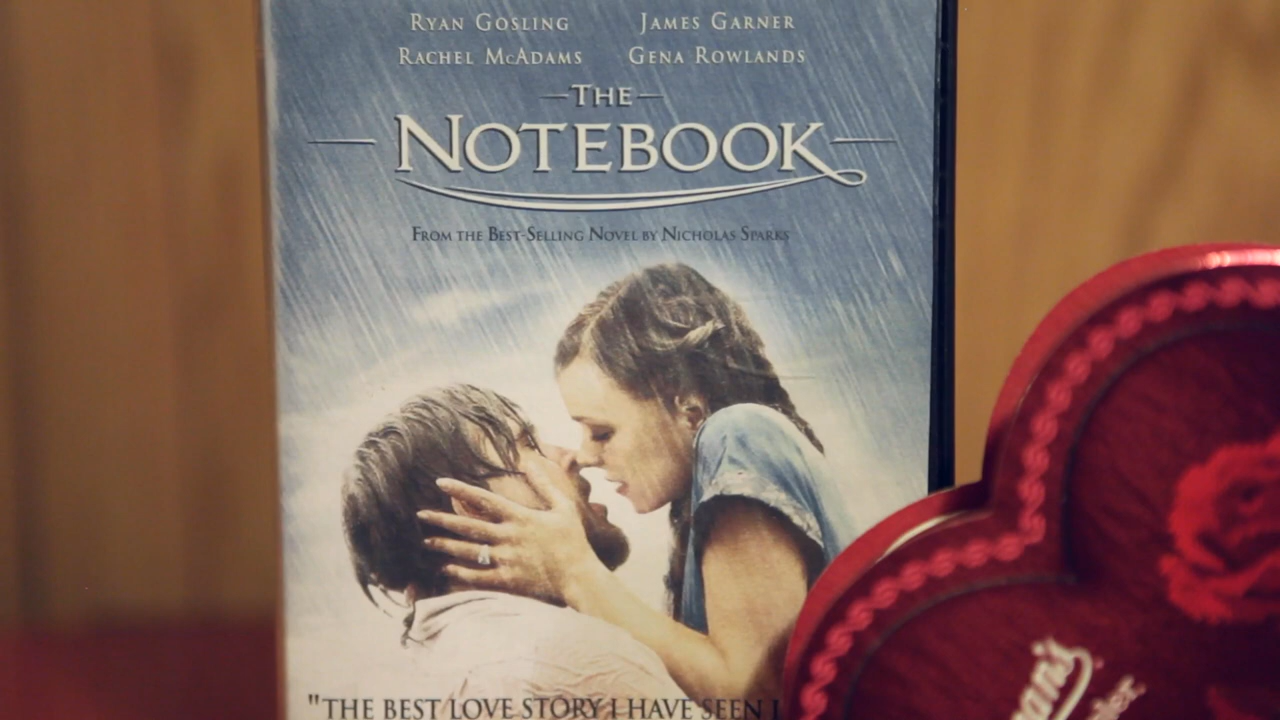 RYAN GOSLING JAMES GARNER
RACHEL MCADAMS GENA ROWLANDS
THE
NOTEBOOK
FROM THE BEST-SELLING NOVEL BY NICHOLAS SPARKS
"THE BEST LOVE STORY I HAVE SEEN I